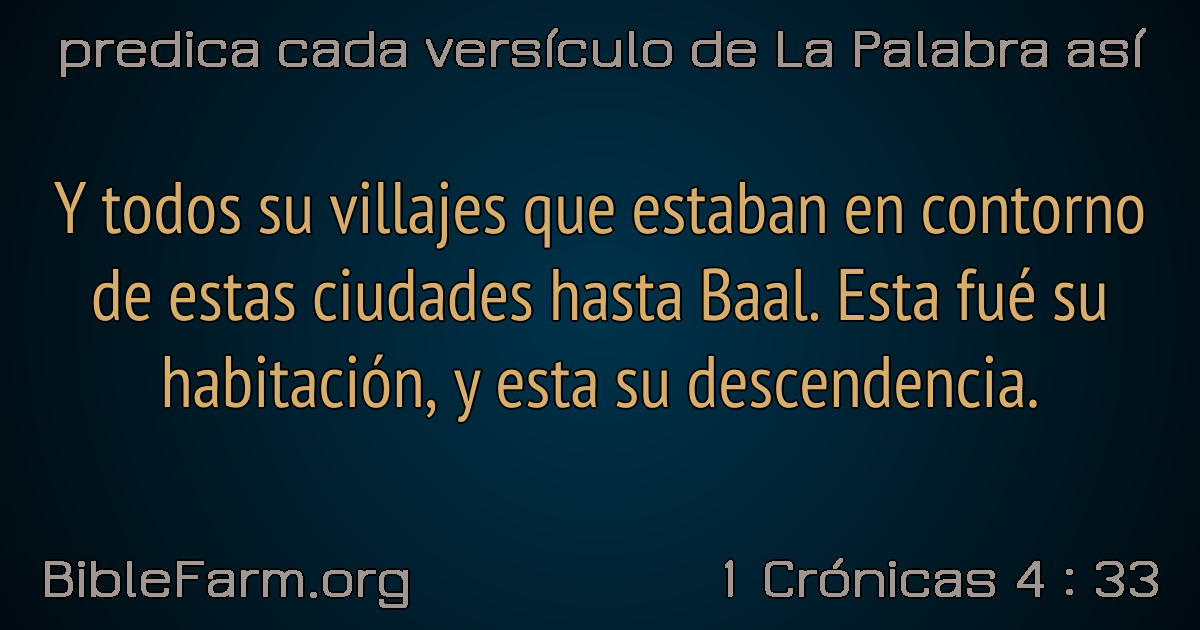 predica cada versículo de La Palabra así
Y todos su villajes que estaban en contorno
de estas ciudades hasta Baal. Esta fué su
habitación, y esta su descendencia.
BibleFarm.org
1 Crónicas 4 : 33